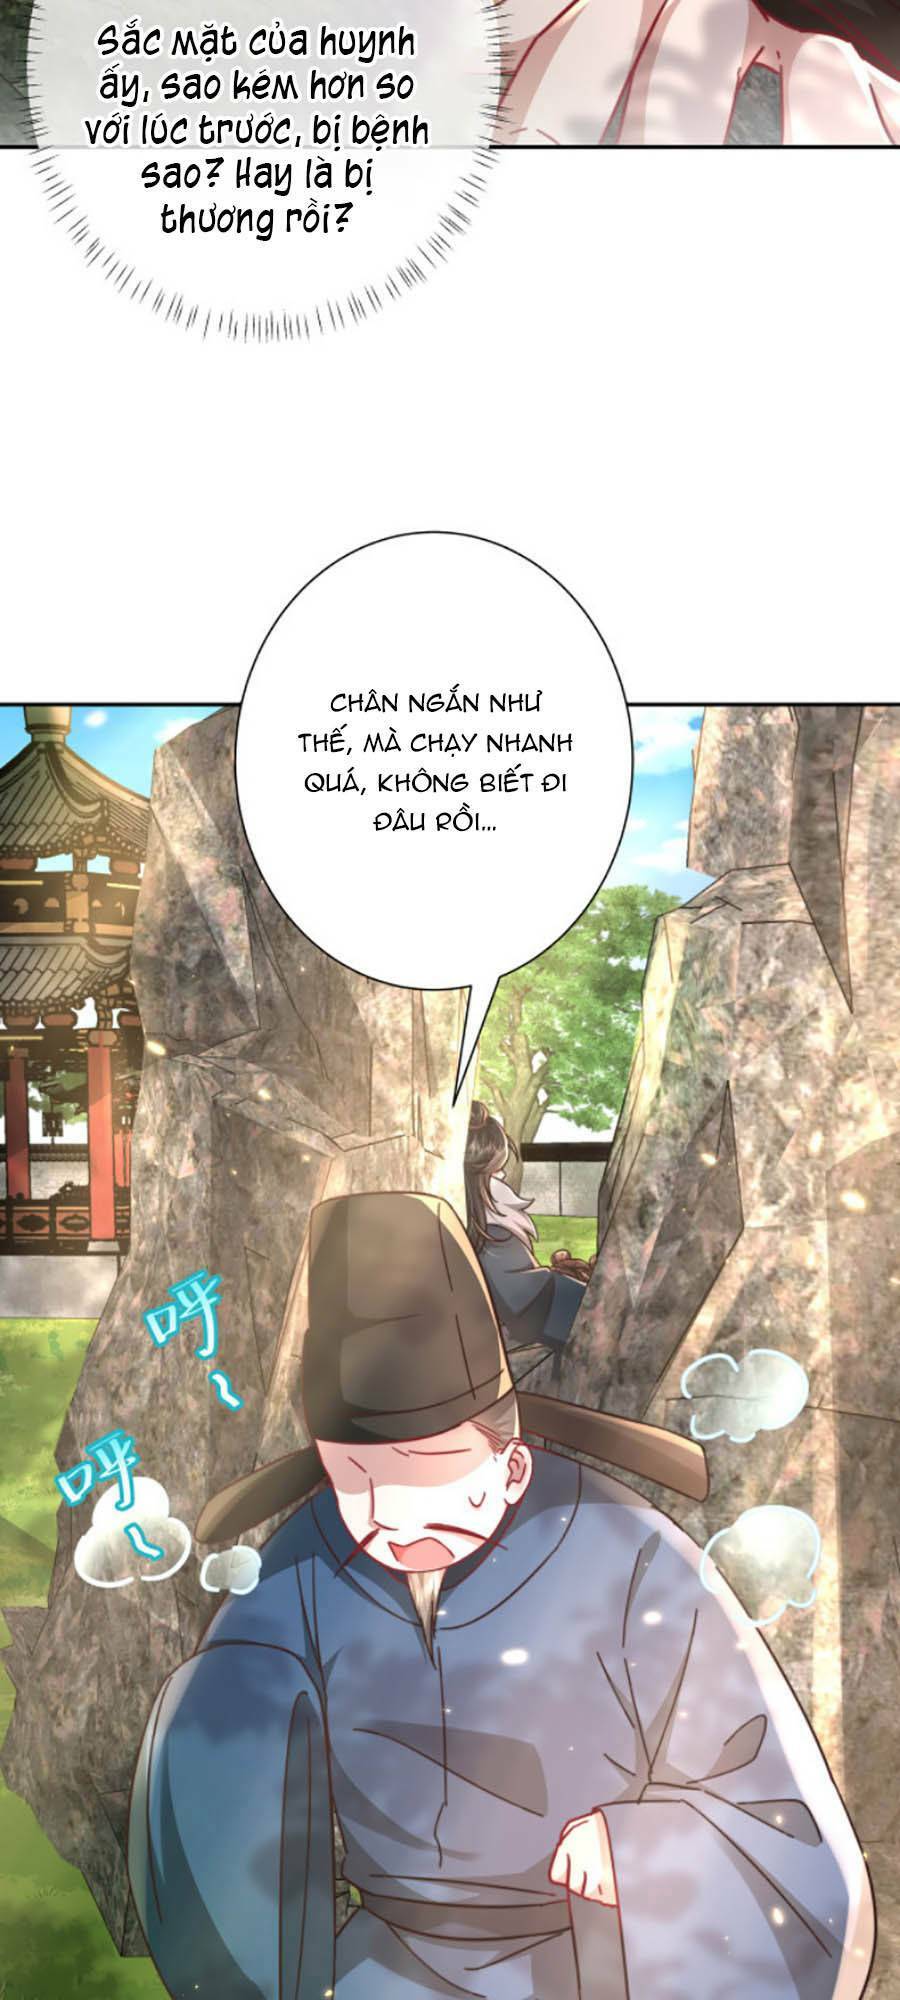 Sắc mặt của huynh
ấy, sao kém hơn so
với lúc trước, bị bệnh
sao? Hay là bị
thương rồi?
CHÂN NGẮN NHƯ
THẾ, MÀ CHẠY NHANH
QUÁ, KHÔNG BIẾT ĐI
ĐÂU RỒI...
呼~
呼~